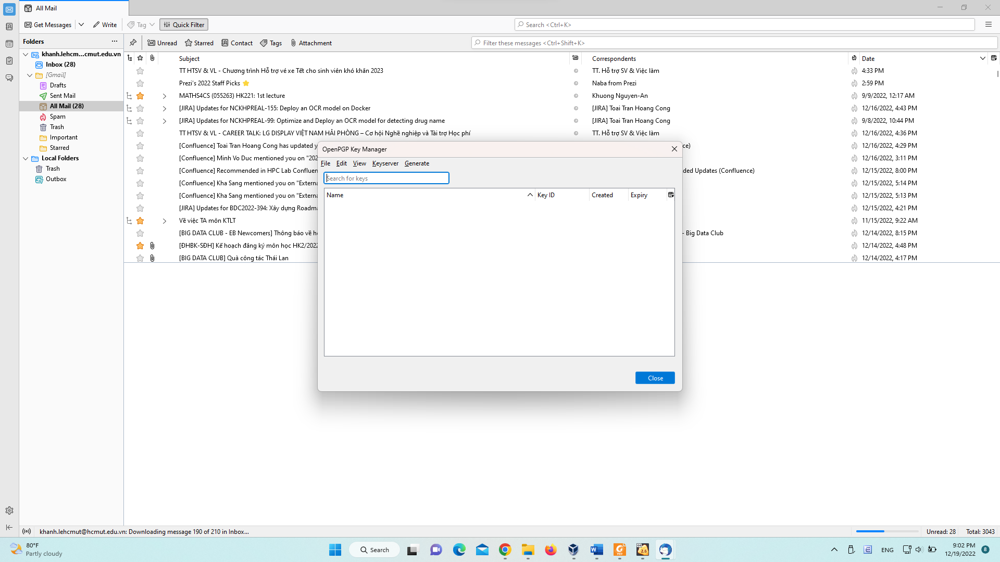 All Mail
Get Messages
Write
Tag
Quick Filter
Search <Ctrl+K>
Folders
Unread
Starred
Contact
Tags
Attachment
Filter these messages <Ctrl+Shift+K>
khanh.lehcm...cmut.edu.vn
Inbox (28)
[Gmail]
Drafts
Sent Mail
All Mail (28)
Spam
Trash
Important
Starred
Local Folders
Trash
Outbox
Subject Correspondents Date
TT HTSV & VL - Chương trình Hỗ trợ vé xe Tết cho sinh viên khó khăn 2023 TT. Hỗ trợ SV & Việc làm 4:33 PM
Prezi's 2022 Staff Picks ⭐ Naba from Prezi 2:59 PM
MATHS4CS (055263) HK221: 1st lecture Khuong Nguyen-An 9/9/2022, 12:17 AM
[JIRA] Updates for NCKHPREAL-155: Deploy an OCR model on Docker [JIRA] Toai Tran Hoang Cong 12/16/2022, 4:43 PM
[JIRA] Updates for NCKHPREAL-99: Optimize and Deploy an OCR model for detecting drug name [JIRA] Toai Tran Hoang Cong 9/8/2022, 10:44 PM
TT HTSV & VL - CAREER TALK: LG DISPLAY VIỆT NAM HẢI PHÒNG – Cơ hội Nghề nghiệp và Tài trợ Học phí TT. Hỗ trợ SV & Việc làm 12/16/2022, 4:36 PM
[Confluence] Toai Tran Hoang Cong has updated y ce) 12/16/2022, 4:29 PM
[Confluence] Minh Vo Duc mentioned you on "202 12/16/2022, 3:11 PM
[Confluence] Recommended in HPC Lab Confluen ded Updates (Confluence) 12/15/2022, 8:00 PM
[Confluence] Kha Sang mentioned you on "Externa 12/15/2022, 5:14 PM
[Confluence] Kha Sang mentioned you on "Externa 12/15/2022, 5:13 PM
[JIRA] Updates for BDC2022-394: Xây dựng Roadma 12/15/2022, 4:21 PM
Về việc TA môn KTLT 11/15/2022, 9:22 AM
[BIG DATA CLUB - EB Newcomers] Thông báo về h - Big Data Club 12/14/2022, 8:15 PM
[ĐHBK-SĐH] Kế hoạch đăng ký môn học HK2/2022 12/14/2022, 4:48 PM
[BIG DATA CLUB] Quà công tác Thái Lan 12/14/2022, 4:17 PM
OpenPGP Key Manager
File Edit View Keyserver Generate
Search for keys
Name Key ID Created Expiry
Close
khanh.lehcmut@hcmut.edu.vn: Downloading message 190 of 210 in Inbox...
Unread: 28 Total: 3043
80°F
Partly cloudy
Search
ENG
9:02 PM
12/19/2022
8